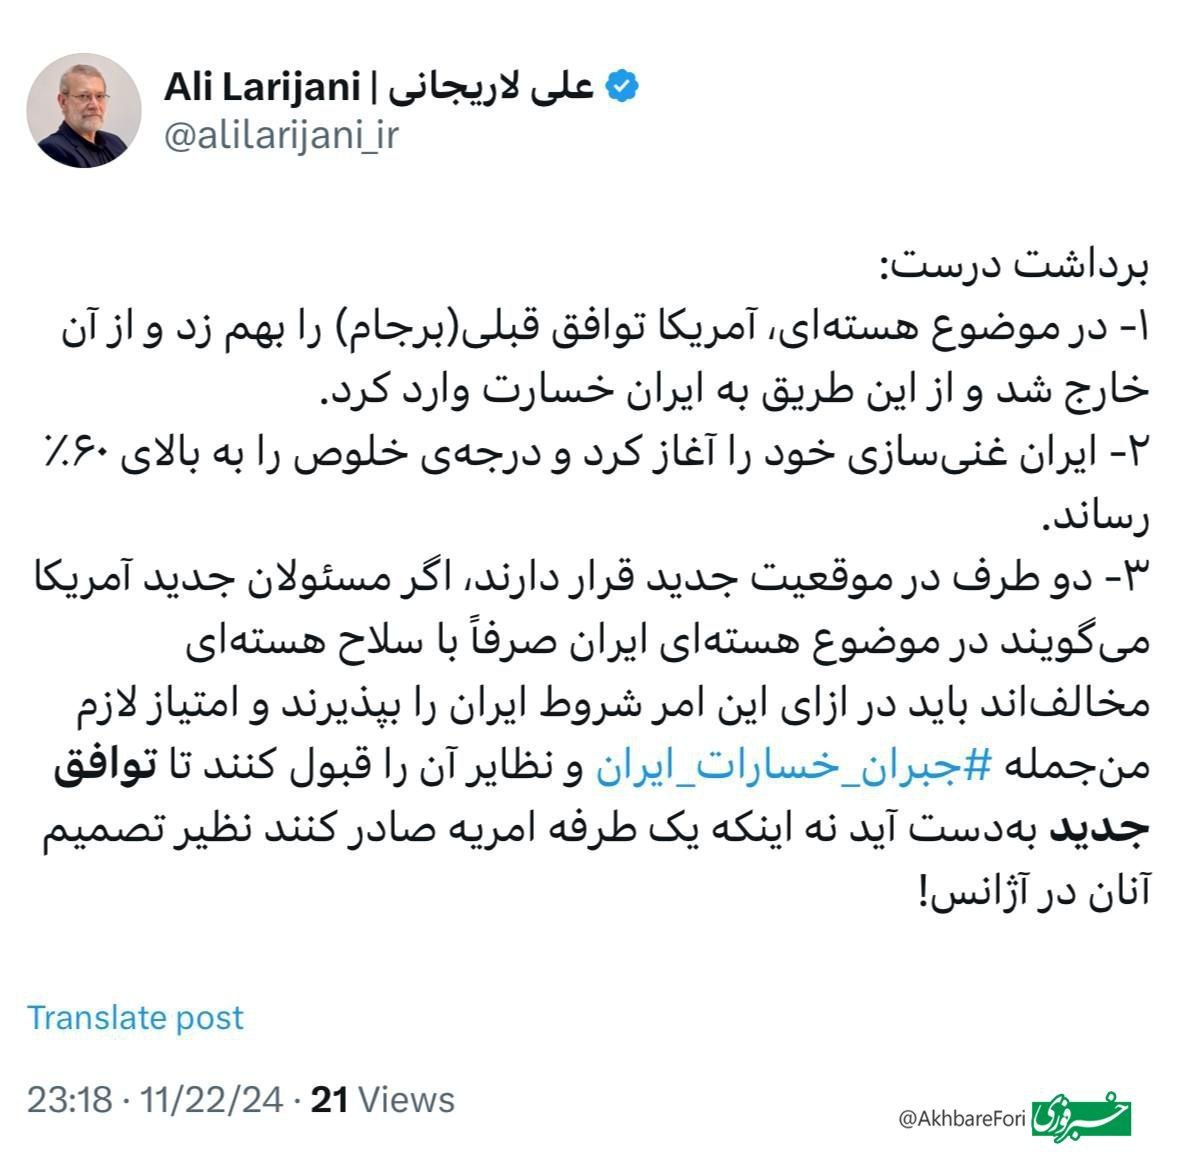 Ali Larijani | علی لاریجانی
@alilarijani_ir
برداشت درست:
۱- در موضوع هسته‌ای، آمریکا توافق قبلی(برجام) را بهم زد و از آن
خارج شد و از این طریق به ایران خسارت وارد کرد.
۲- ایران غنی‌سازی خود را آغاز کرد و درجه‌ی خلوص را به بالای ۶۰٪
رساند.
۳- دو طرف در موقعیت جدید قرار دارند، اگر مسئولان جدید آمریکا
می‌گویند در موضوع هسته‌ای ایران صرفاً با سلاح هسته‌ای
مخالف‌اند باید در ازای این امر شروط ایران را بپذیرند و امتیاز لازم
من‌جمله #جبران_خسارات_ایران و نظایر آن را قبول کنند تا توافق
جدید به‌دست آید نه اینکه یک طرفه امریه صادر کنند نظیر تصمیم
آنان در آژانس!
Translate post
23:18 · 11/22/24 · 21 Views
@AkhbareFori خبرفوری